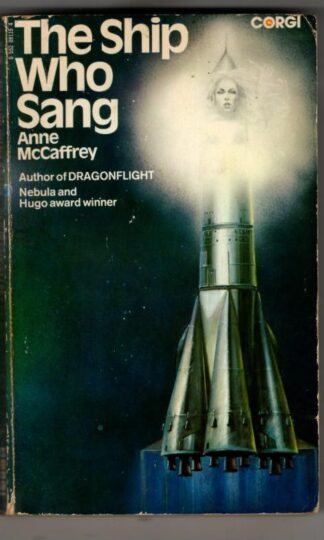 The Ship
CORGI
Who
Sang
Anne
McCaffrey
Author of DRAGONFLIGHT
Nebula and
Hugo award winner